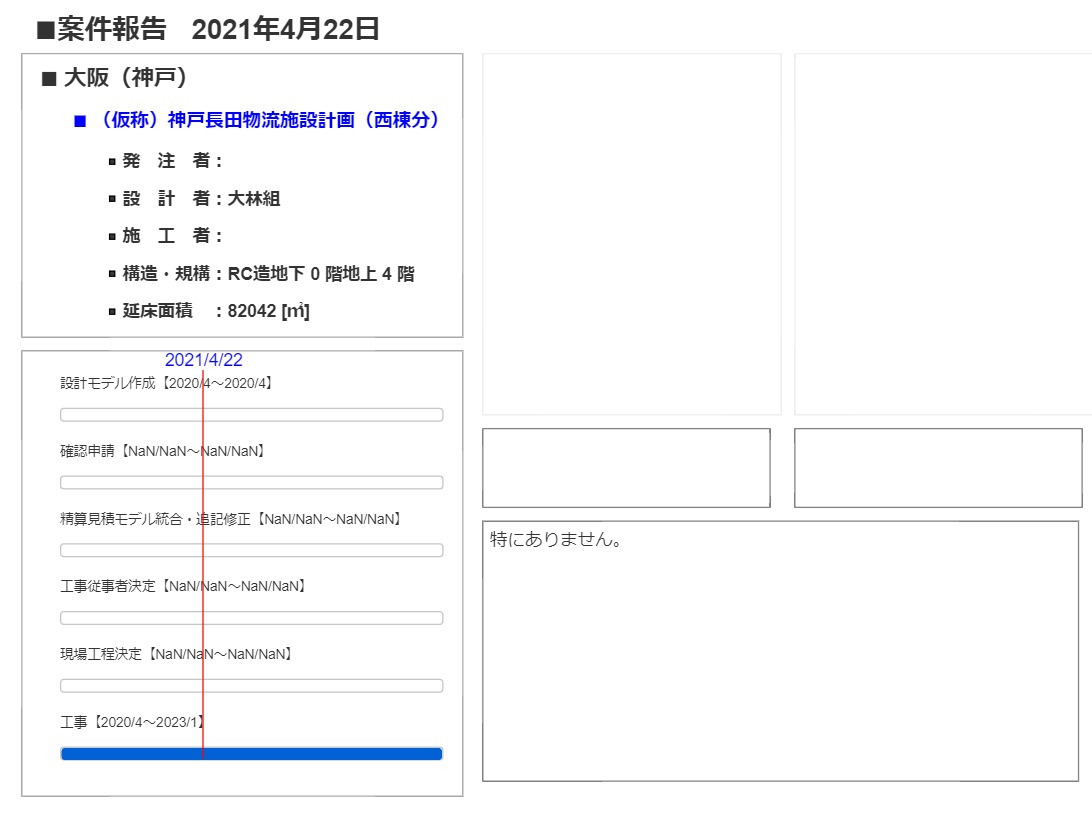 ■案件報告 2021年4月22日
■ 大阪（神戸）
■ （仮称）神戸長田物流施設計画（西棟分）
▪ 発　注　者：
▪ 設　計　者：大林組
▪ 施　工　者：
▪ 構造・規構：RC造地下 0 階地上 4 階
▪ 延床面積　：82042 [㎡]
2021/4/22
設計モデル作成【2020/4～2020/4】
確認申請【NaN/NaN～NaN/NaN】
精算見積モデル統合・追記修正【NaN/NaN～NaN/NaN】
工事従事者決定【NaN/NaN～NaN/NaN】
現場工程決定【NaN/NaN～NaN/NaN】
工事【2020/4～2023/1】
特にありません。